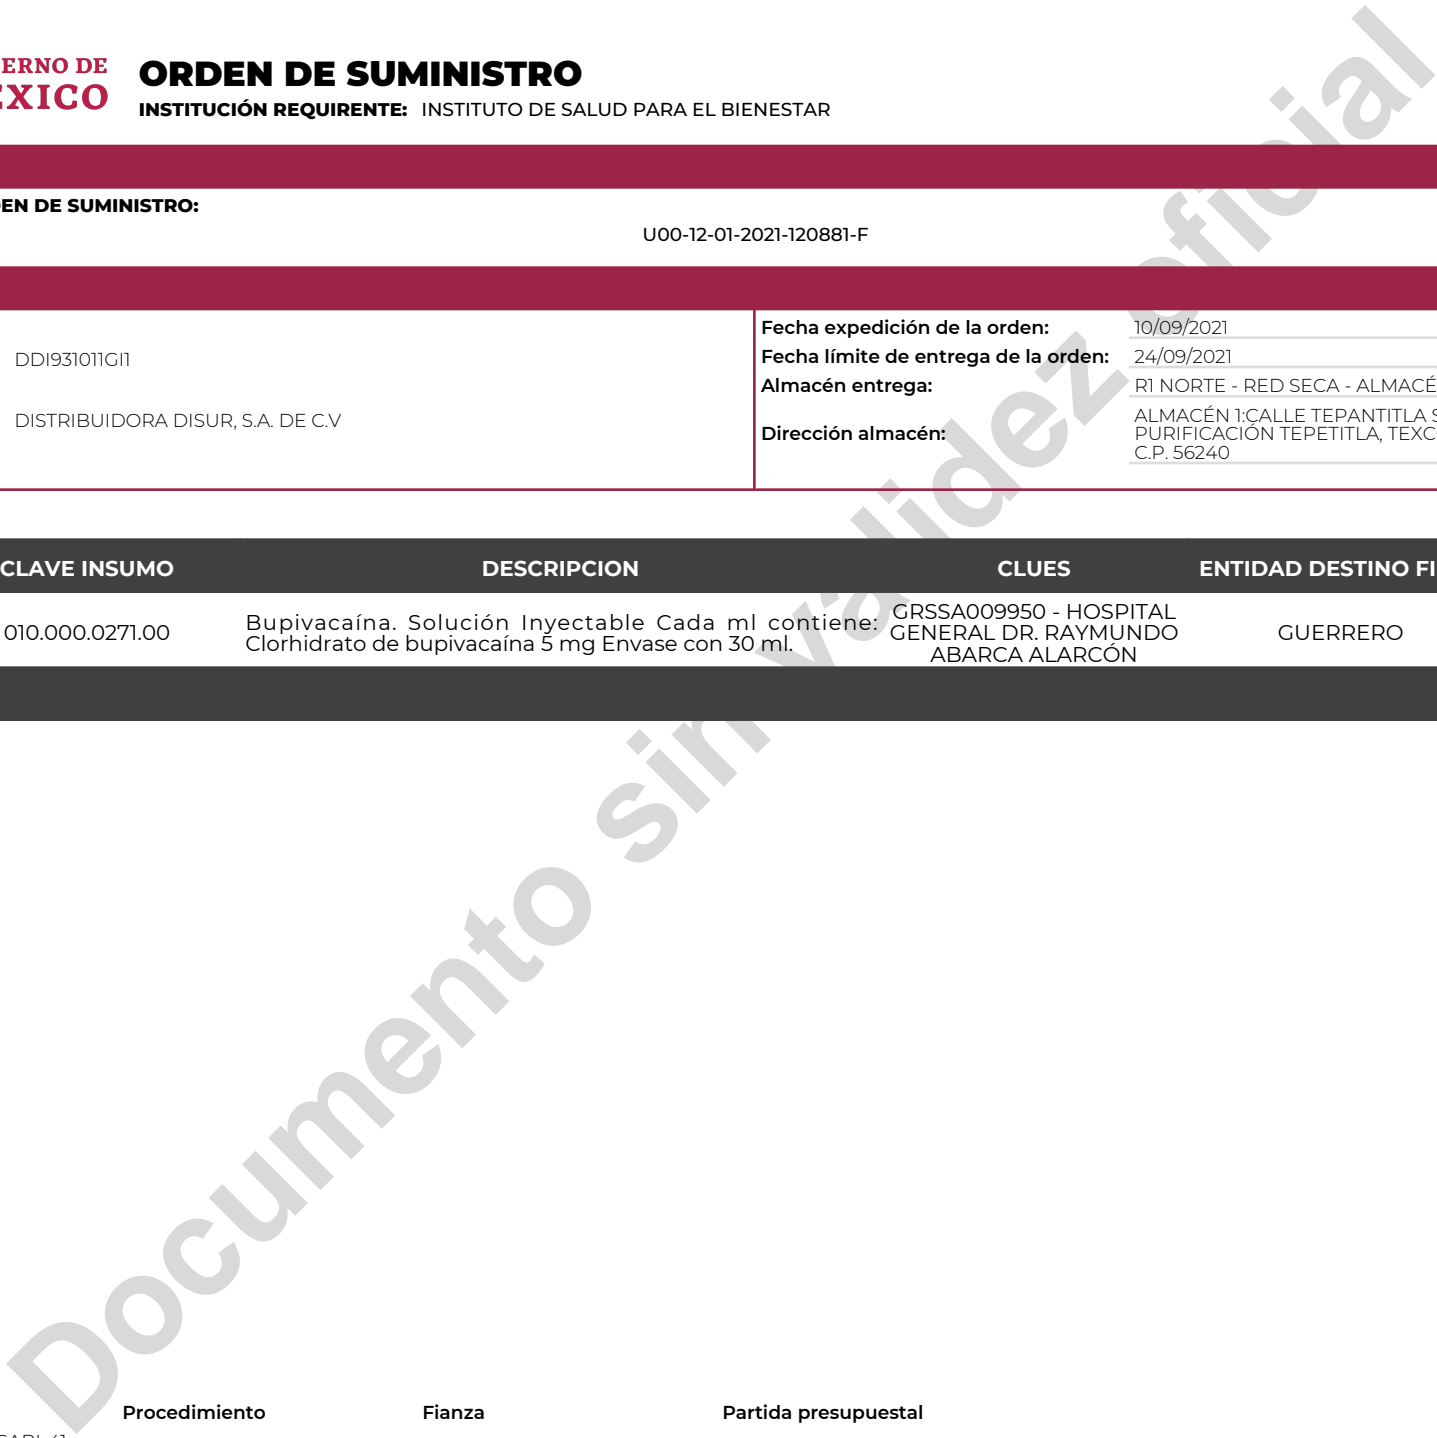 ERNO DE
ÉXICO
ORDEN DE SUMINISTRO
INSTITUCIÓN REQUIRENTE: INSTITUTO DE SALUD PARA EL BIENESTAR
EN DE SUMINISTRO:
U00-12-01-2021-120881-F
DDI931011GI1
DISTRIBUIDORA DISUR, S.A. DE C.V
Fecha expedición de la orden: 10/09/2021
Fecha límite de entrega de la orden: 24/09/2021
Almacén entrega: R1 NORTE - RED SECA - ALMACÉ
Dirección almacén:
ALMACÉN 1:CALLE TEPANTITLA S
PURIFICACIÓN TEPETITLA, TEXC
C.P. 56240
CLAVE INSUMO DESCRIPCION CLUES ENTIDAD DESTINO FI
010.000.0271.00
Bupivacaína. Solución Inyectable Cada ml contiene:
Clorhidrato de bupivacaína 5 mg Envase con 30 ml.
GRSSA009950 - HOSPITAL
GENERAL DR. RAYMUNDO
ABARCA ALARCÓN
GUERRERO
Documento sin validez oficial
Procedimiento Fianza Partida presupuestal